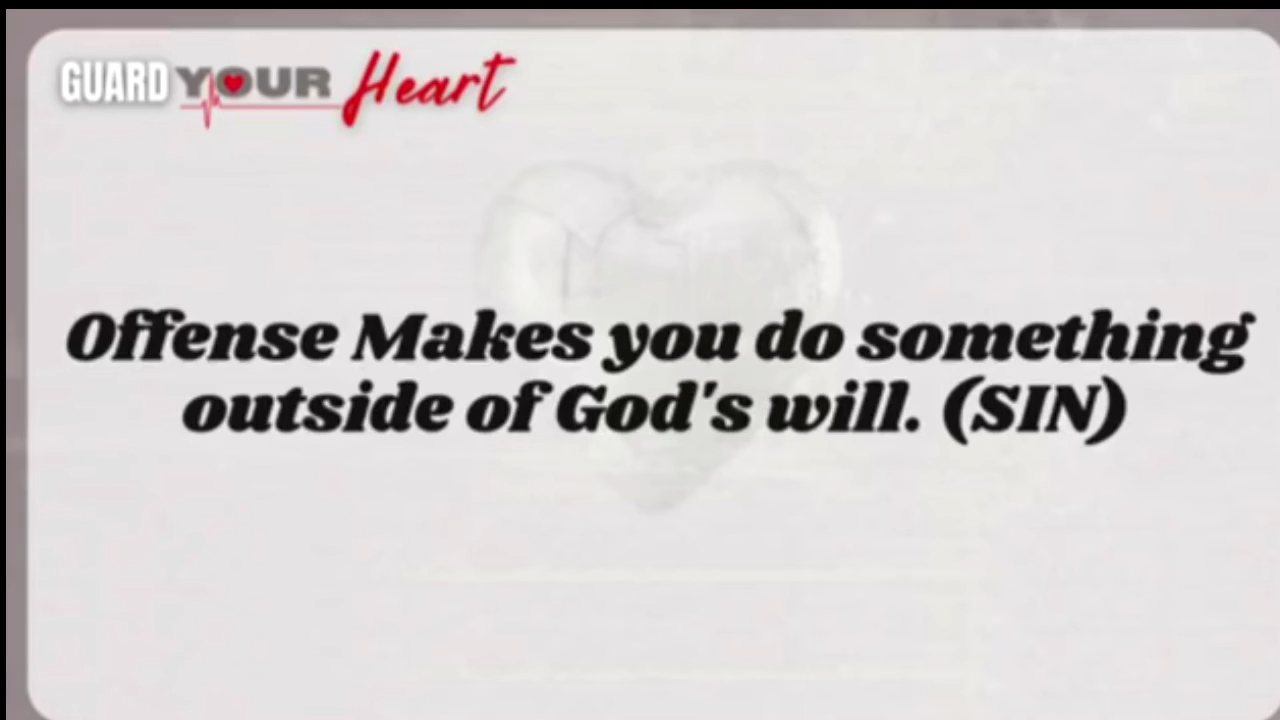 GUARD YOUR Heart
Offense Makes you do something
outside of God's will. (SIN)